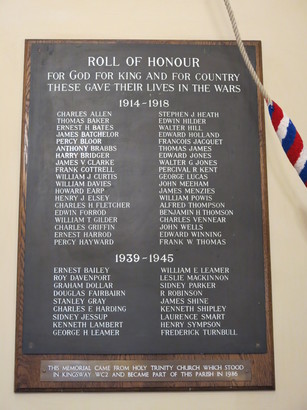 ROLL OF HONOUR
FOR GOD FOR KING AND FOR COUNTRY
THESE GAVE THEIR LIVES IN THE WARS
1914-1918
CHARLES ALLEN
THOMAS BAKER
ERNEST H BATES
JAMES BATCHELOR
PERCY BLOOR
ANTHONY BRABBS
HARRY BRIDGER
JAMES V CLARKE
FRANK COTTRELL
WILLIAM J CURTIS
WILLIAM DAVIES
HOWARD EARP
HENRY J ELSEY
CHARLES H FLETCHER
EDWIN FORROD
WILLIAM T GILDER
CHARLES GRIFFIN
ERNEST HARROD
PERCY HAYWARD
STEPHEN J HEATH
EDWIN HILDER
WALTER HILL
EDWARD HOLLAND
FRANCOIS JACQUET
THOMAS JAMES
EDWARD JONES
WALTER G JONES
PERCIVAL R KENT
GEORGE LUCAS
JOHN MEEHAM
JAMES MENZIES
WILLIAM POWIS
ALFRED THOMPSON
BENJAMIN H THOMSON
CHARLES VENNEAR
JOHN WELLS
EDWARD WINNING
FRANK W THOMAS
1939-1945
ERNEST BAILEY
ROY DAVENPORT
GRAHAM DOLLAR
DOUGLAS FAIRBAIRN
STANLEY GRAY
CHARLES E HARDING
SIDNEY JESSUP
KENNETH LAMBERT
GEORGE H LEAMER
WILLIAM E LEAMER
LESLIE MACKINNON
SIDNEY PARKER
R ROBINSON
JAMES SHINE
KENNETH SHIPLEY
LAURENCE SMART
HENRY SYMPSON
FREDERICK TURNBULL
THIS MEMORIAL CAME FROM HOLY TRINITY CHURCH WHICH STOOD
IN KINGSWAY WC2 AND BECAME PART OF THIS PARISH IN 1986